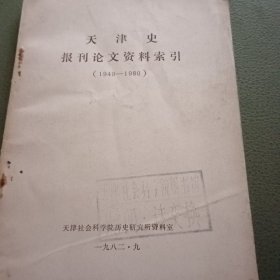 天津史
报刊论文资料索引
(1949—1980)
天津社会科学院历史研究所资料室
一九八二·九